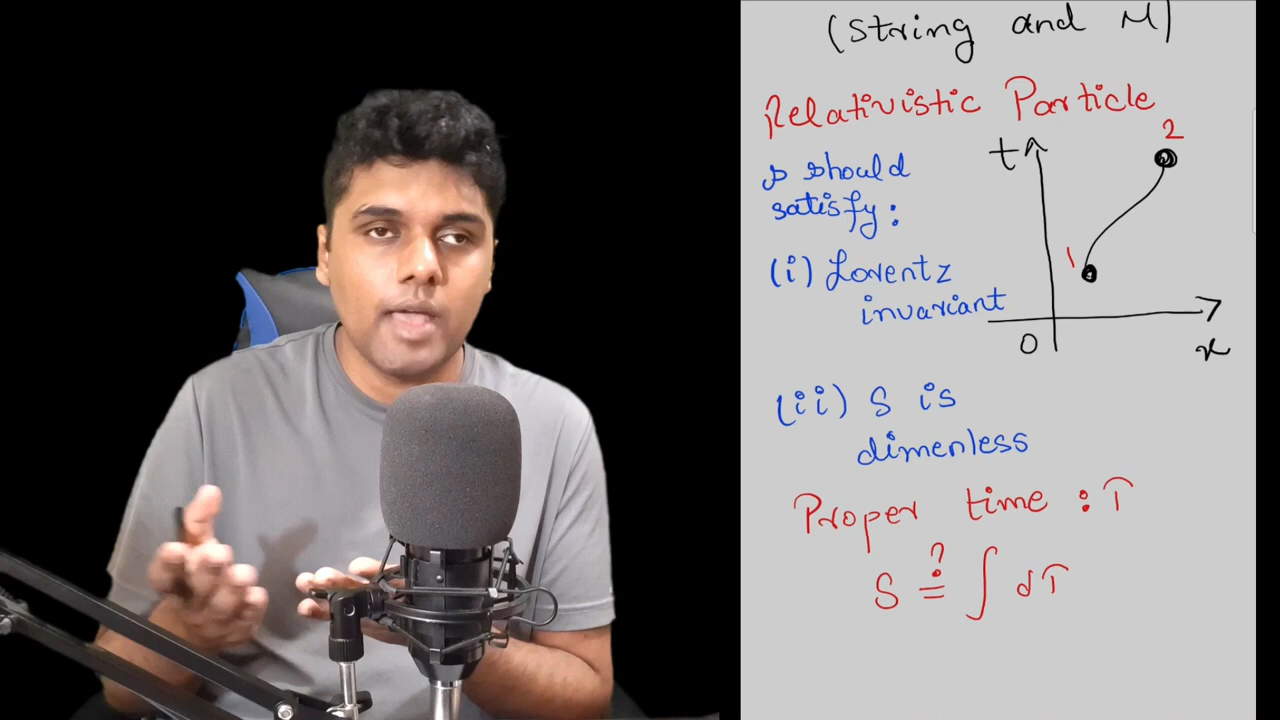 (String and M)
Relativistic Particle
S should
satisfy:
(i) Lorentz
invariant
t
2
1
0
x
(ii) S is
dimenless
Proper time : τ
S ≟ ∫ dτ